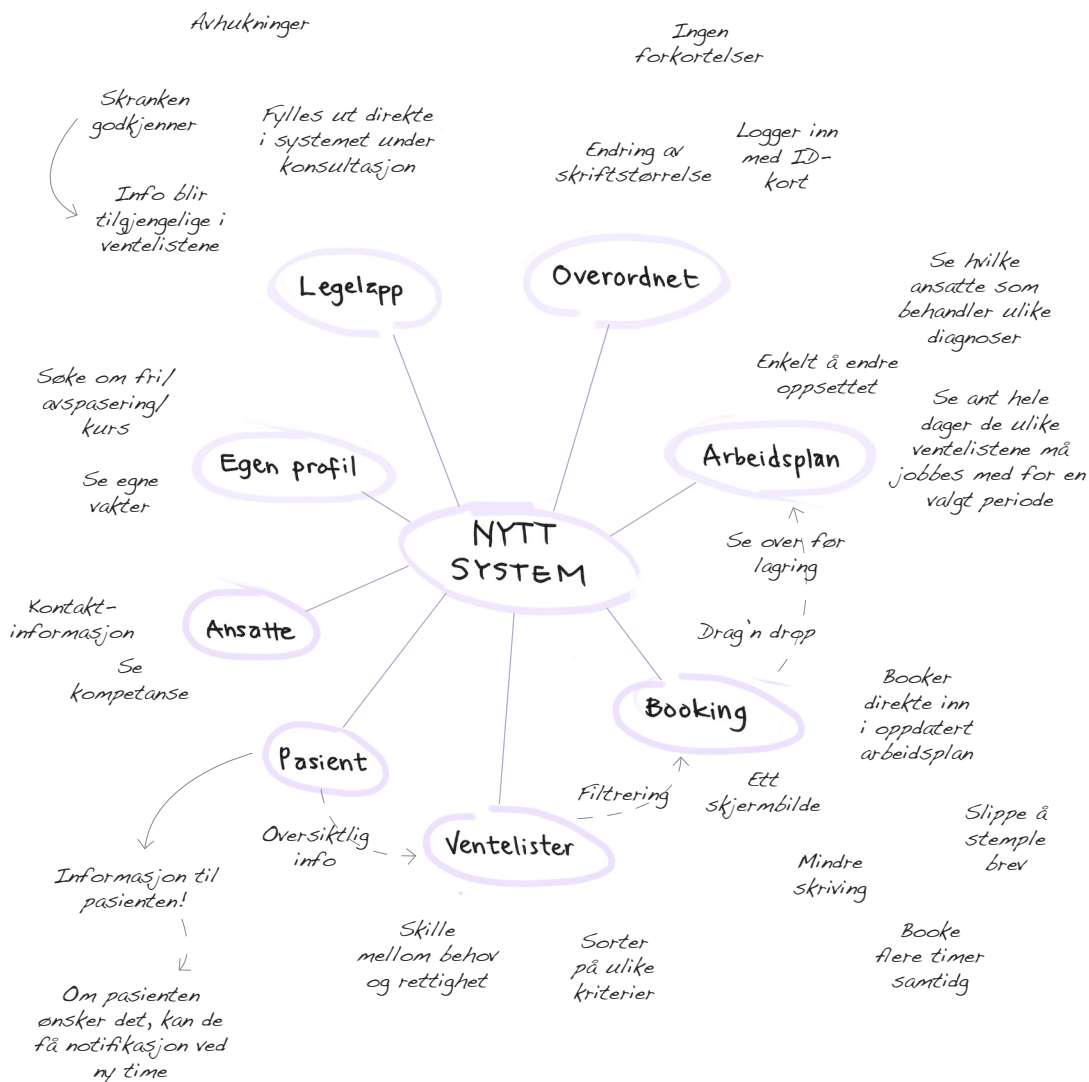 Avhukninger
Ingen
forkortelser
Skranken
godkjenner
Fylles ut direkte
i systemet under
konsultasjon
Endring av
skriftstørrelse
Logger inn
med ID-
kort
Info blir
tilgjengelige i
ventelistene
Legelapp
Overordnet
Se hvilke
ansatte som
behandler ulike
diagnoser
Søke om fri/
avspasering/
kurs
Enkelt å endre
oppsettet
Se ant hele
dager de ulike
ventelistene må
jobbes med for en
valgt periode
Egen profil
Arbeidsplan
Se egne
vakter
NYTT
SYSTEM
Se over før
lagring
Kontakt-
informasjon
Ansatte
Drag'n drop
Se
kompetanse
Booking
Booker
direkte inn
i oppdatert
arbeidsplan
Pasient
Filtrering
Ett
skjermbilde
Oversiktlig
info
Ventelister
Slippe å
stemple
brev
Informasjon til
pasienten!
Mindre
skriving
Skille
mellom behov
og rettighet
Sorter
på ulike
kriterier
Booke
flere timer
samtidg
Om pasienten
ønsker det, kan de
få notifikasjon ved
ny time